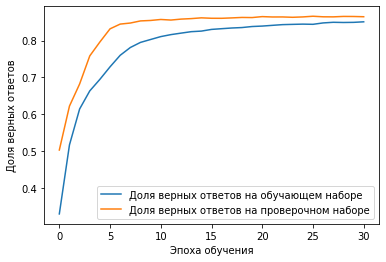 Доля верных ответов
0.8
0.7
0.6
0.5
0.4
Доля верных ответов на обучающем наборе
Доля верных ответов на проверочном наборе
0 5 10 15 20 25 30
Эпоха обучения